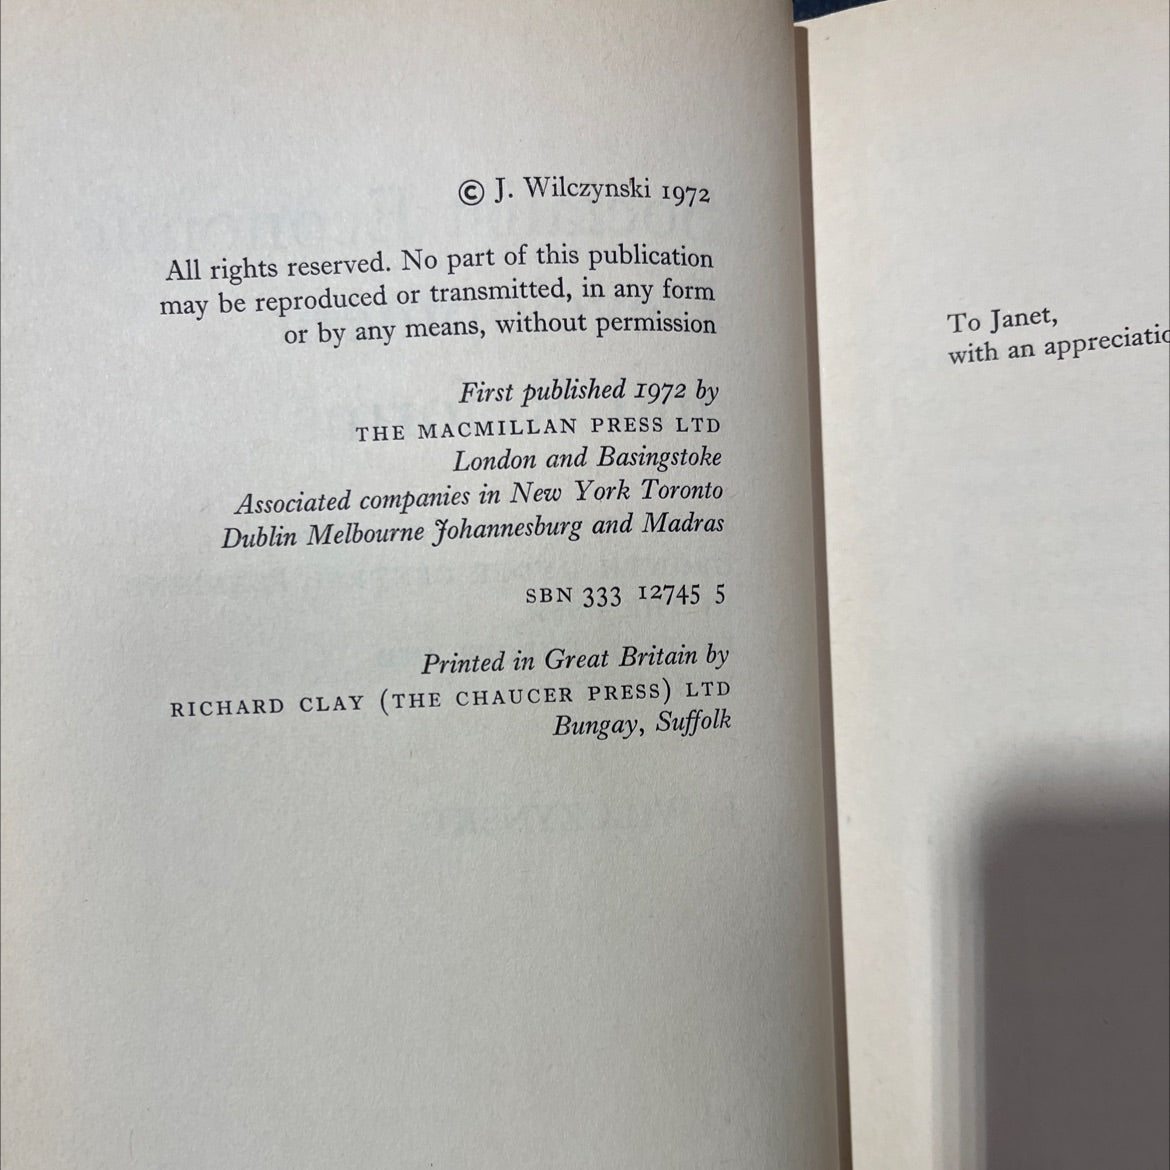 © J. Wilczynski 1972
All rights reserved. No part of this publication
may be reproduced or transmitted, in any form
or by any means, without permission
First published 1972 by
THE MACMILLAN PRESS LTD
London and Basingstoke
Associated companies in New York Toronto
Dublin Melbourne Johannesburg and Madras
SBN 333 12745 5
Printed in Great Britain by
RICHARD CLAY (THE CHAUCER PRESS) LTD
Bungay, Suffolk
To Janet,
with an